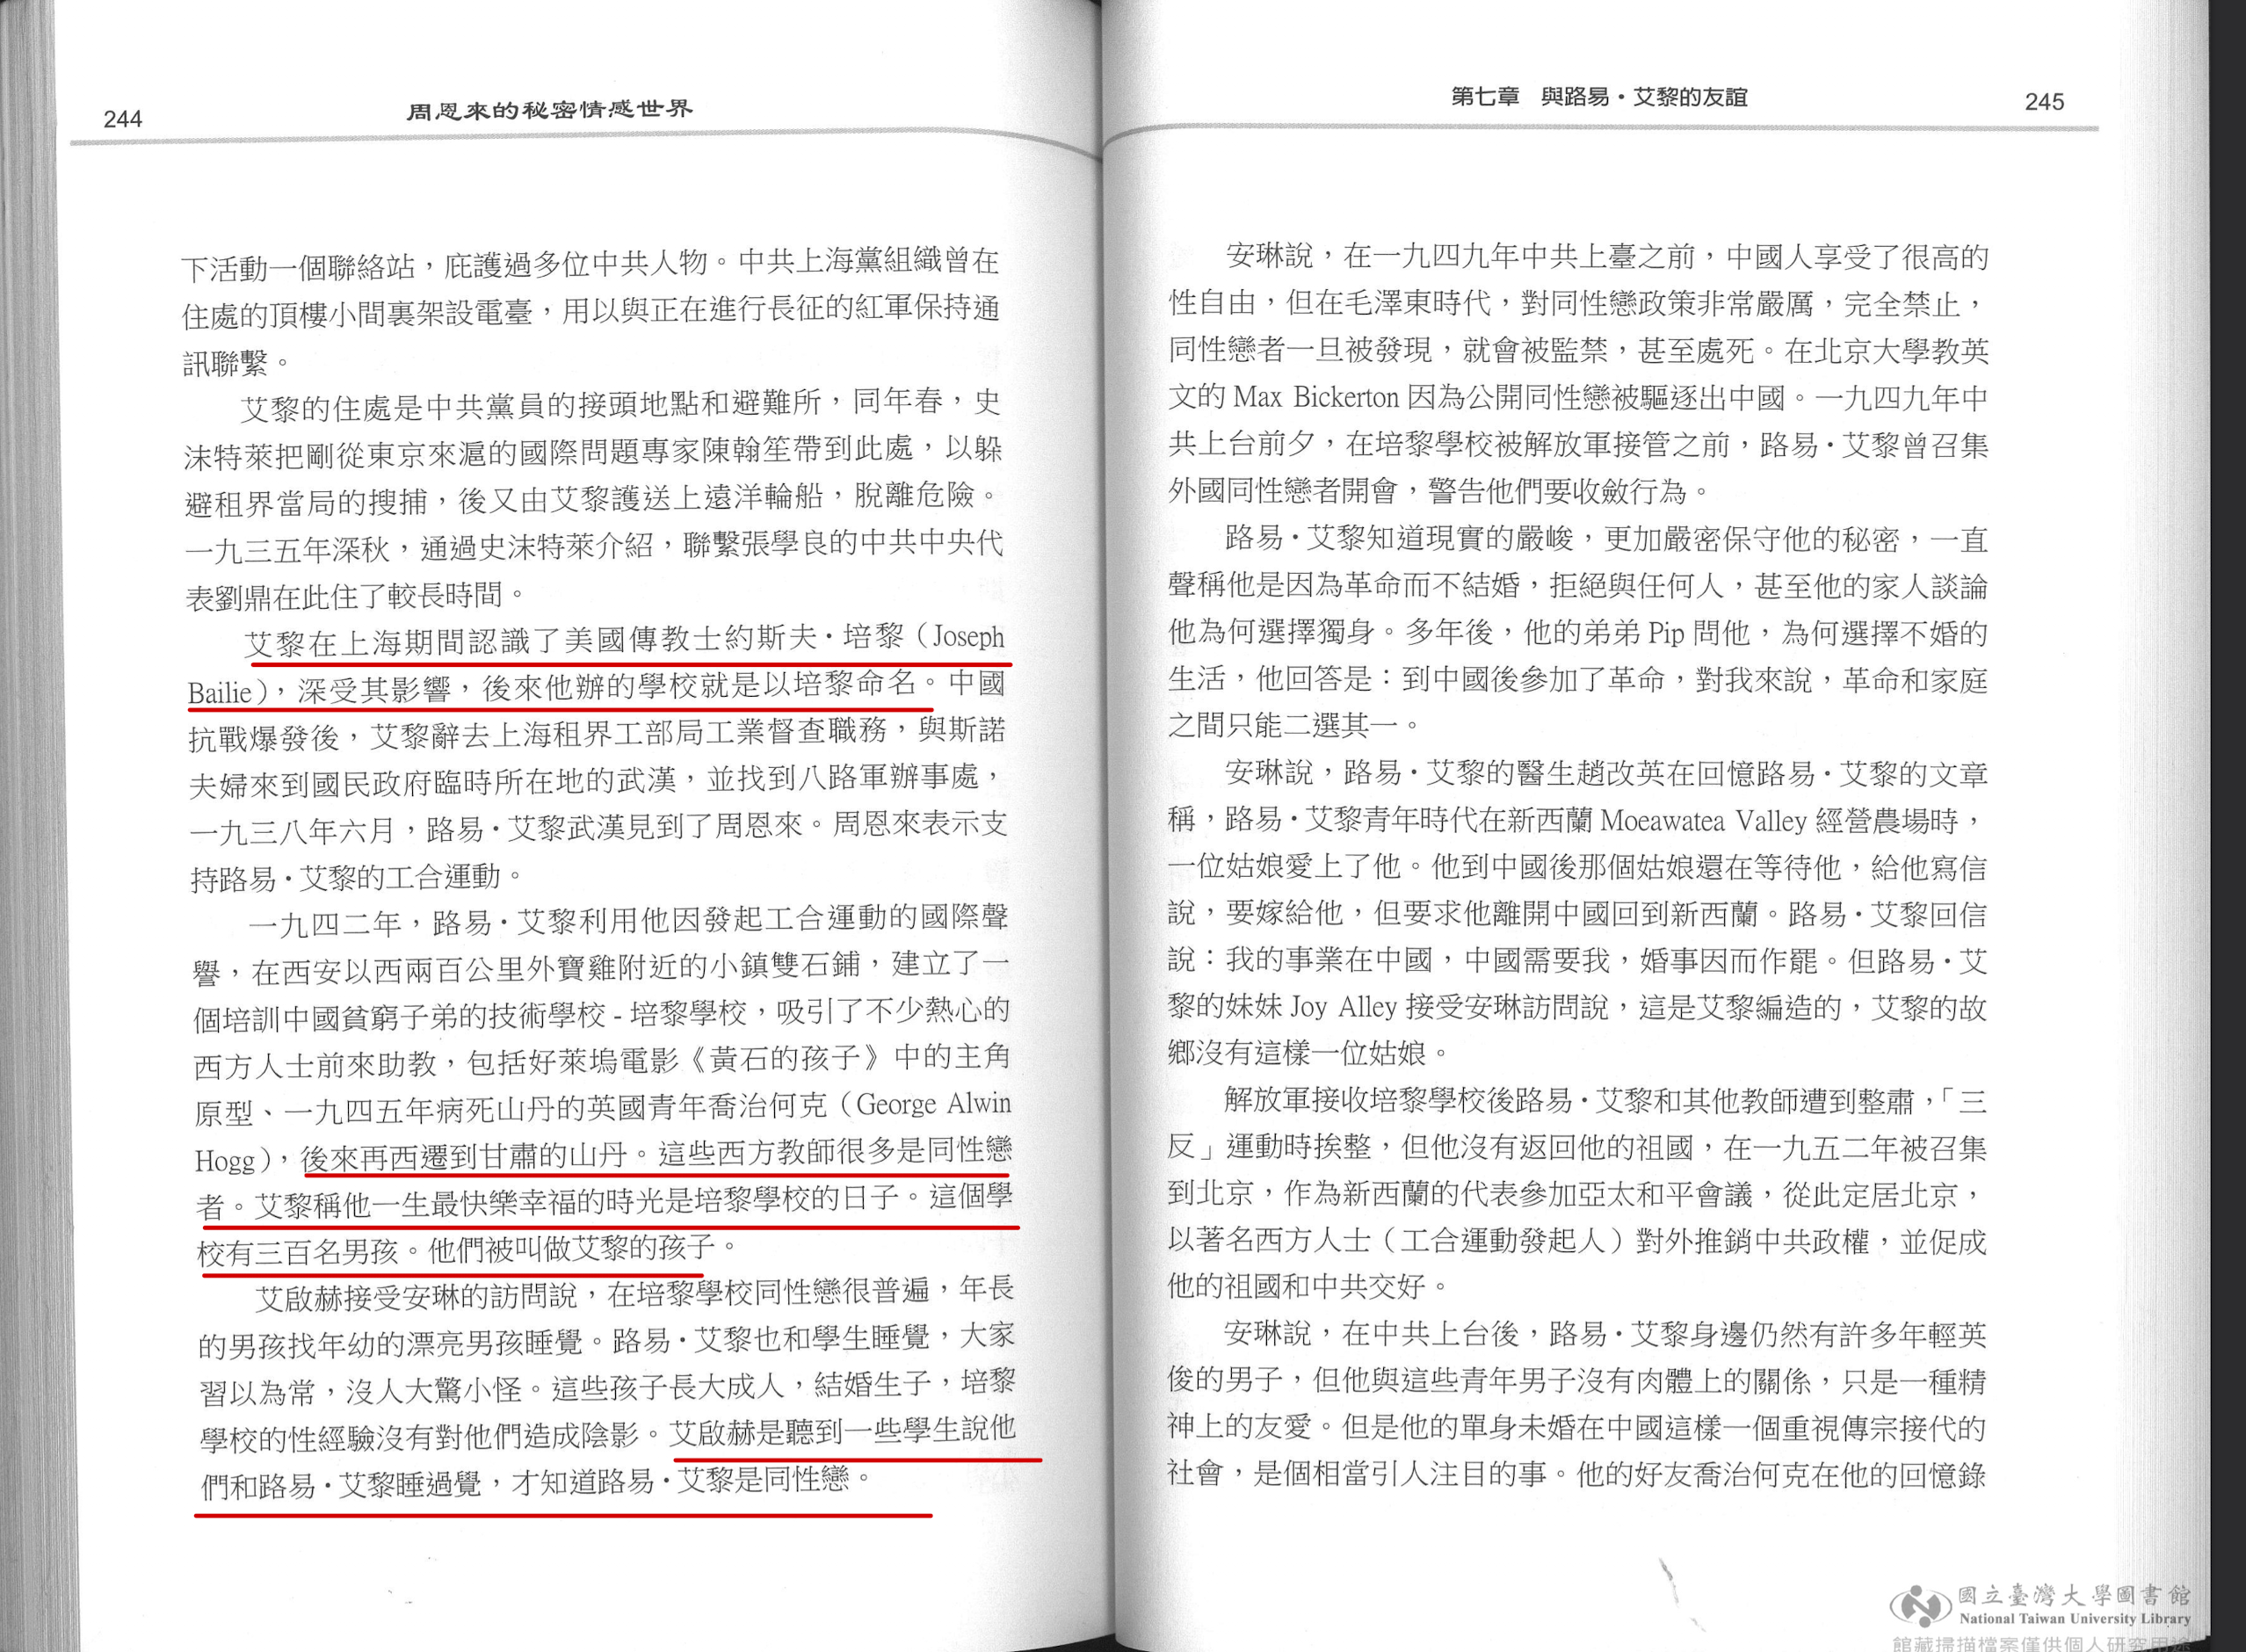 244
周恩來的秘密情感世界
下活動一個聯絡站，庇護過多位中共人物。中共上海黨組織曾在
住處的頂樓小間裏架設電臺，用以與正在進行長征的紅軍保持通
訊聯繫。
艾黎的住處是中共黨員的接頭地點和避難所，同年春，史
沫特萊把剛從東京來滬的國際問題專家陳翰笙帶到此處，以躲
避租界當局的搜捕，後又由艾黎護送上遠洋輪船，脫離危險。
一九三五年深秋，通過史沫特萊介紹，聯繫張學良的中共中央代
表劉鼎在此住了較長時間。
艾黎在上海期間認識了美國傳教士約斯夫·培黎（Joseph
Bailie），深受其影響，後來他辦的學校就是以培黎命名。中國
抗戰爆發後，艾黎辭去上海租界工部局工業督查職務，與斯諾
夫婦來到國民政府臨時所在地的武漢，並找到八路軍辦事處，
一九三八年六月，路易·艾黎武漢見到了周恩來。周恩來表示支
持路易·艾黎的工合運動。
一九四二年，路易·艾黎利用他因發起工合運動的國際聲
譽，在西安以西兩百公里外寶雞附近的小鎮雙石鋪，建立了一
個培訓中國貧窮子弟的技術學校-培黎學校，吸引了不少熱心的
西方人士前來助教，包括好萊塢電影《黃石的孩子》中的主角
原型、一九四五年病死山丹的英國青年喬治何克（George Alwin
Hogg），後來再西遷到甘肅的山丹。這些西方教師很多是同性戀
者。艾黎稱他一生最快樂幸福的時光是培黎學校的日子。這個學
校有三百名男孩。他們被叫做艾黎的孩子。
艾啟赫接受安琳的訪問說，在培黎學校同性戀很普遍，年長
的男孩找年幼的漂亮男孩睡覺。路易·艾黎也和學生睡覺，大家
習以為常，沒人大驚小怪。這些孩子長大成人，結婚生子，培黎
學校的性經驗沒有對他們造成陰影。艾啟赫是聽到一些學生說他
們和路易·艾黎睡過覺，才知道路易·艾黎是同性戀。
第七章　與路易·艾黎的友誼
245
安琳說，在一九四九年中共上臺之前，中國人享受了很高的
性自由，但在毛澤東時代，對同性戀政策非常嚴厲，完全禁止，
同性戀者一旦被發現，就會被監禁，甚至處死。在北京大學教英
文的 Max Bickerton 因為公開同性戀被驅逐出中國。一九四九年中
共上台前夕，在培黎學校被解放軍接管之前，路易·艾黎曾召集
外國同性戀者開會，警告他們要收斂行為。
路易·艾黎知道現實的嚴峻，更加嚴密保守他的秘密，一直
聲稱他是因為革命而不結婚，拒絕與任何人，甚至他的家人談論
他為何選擇獨身。多年後，他的弟弟 Pip 問他，為何選擇不婚的
生活，他回答是：到中國後參加了革命，對我來說，革命和家庭
之間只能二選其一。
安琳說，路易·艾黎的醫生趙改英在回憶路易·艾黎的文章
稱，路易·艾黎青年時代在新西蘭 Moeawatea Valley 經營農場時，
一位姑娘愛上了他。他到中國後那個姑娘還在等待他，給他寫信
說，要嫁給他，但要求他離開中國回到新西蘭。路易·艾黎回信
說：我的事業在中國，中國需要我，婚事因而作罷。但路易·艾
黎的妹妹 Joy Alley 接受安琳訪問說，這是艾黎編造的，艾黎的故
鄉沒有這樣一位姑娘。
解放軍接收培黎學校後路易·艾黎和其他教師遭到整肅，「三
反」運動時挨整，但他沒有返回他的祖國，在一九五二年被召集
到北京，作為新西蘭的代表參加亞太和平會議，從此定居北京，
以著名西方人士（工合運動發起人）對外推銷中共政權，並促成
他的祖國和中共交好。
安琳說，在中共上台後，路易·艾黎身邊仍然有許多年輕英
俊的男子，但他與這些青年男子沒有肉體上的關係，只是一種精
神上的友愛。但是他的單身未婚在中國這樣一個重視傳宗接代的
社會，是個相當引人注目的事。他的好友喬治何克在他的回憶錄
國立臺灣大學圖書館
National Taiwan University Library
館藏掃描檔案僅供個人研究用途